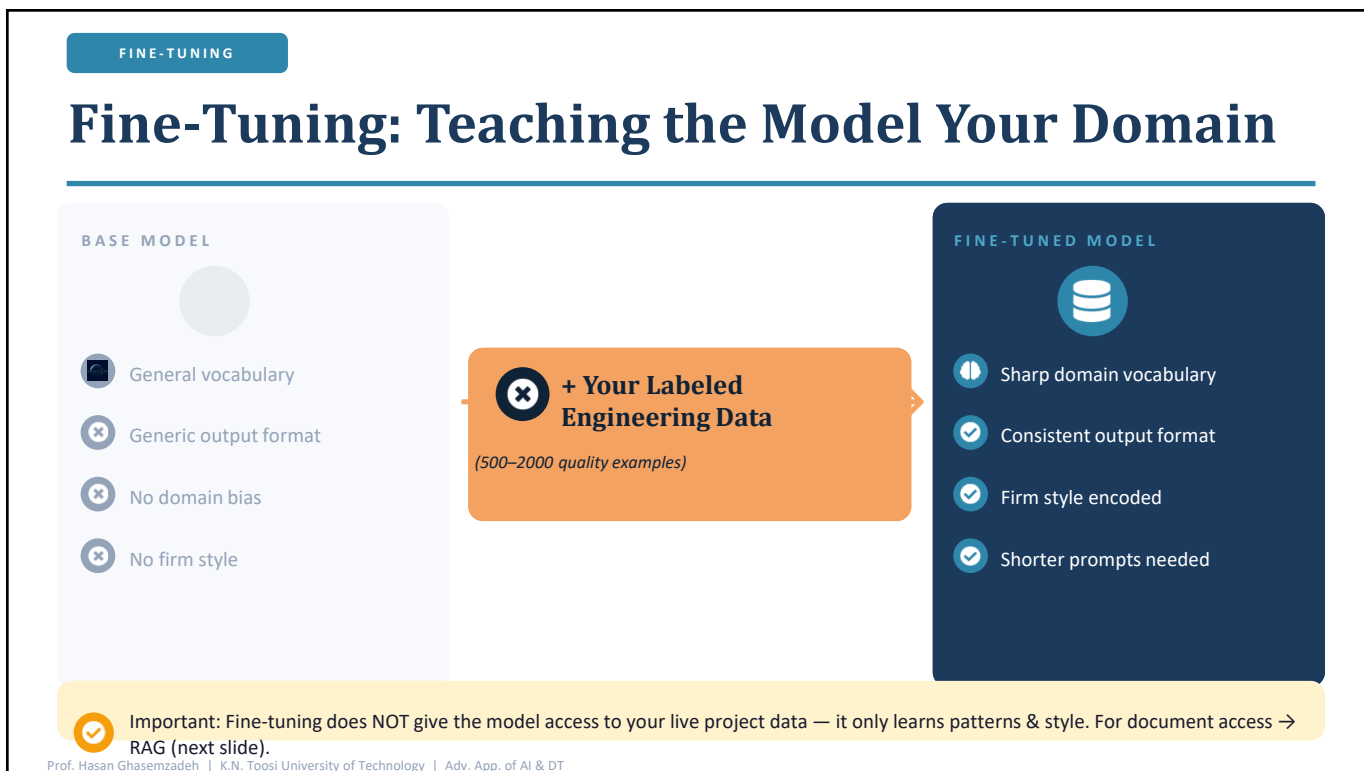 FINE-TUNING
Fine-Tuning: Teaching the Model Your Domain
BASE MODEL
General vocabulary
Generic output format
No domain bias
No firm style
+ Your Labeled
Engineering Data
(500–2000 quality examples)
FINE-TUNED MODEL
Sharp domain vocabulary
Consistent output format
Firm style encoded
Shorter prompts needed
Important: Fine-tuning does NOT give the model access to your live project data — it only learns patterns & style. For document access →
RAG (next slide).
Prof. Hasan Ghasemzadeh | K.N. Toosi University of Technology | Adv. App. of AI & DT